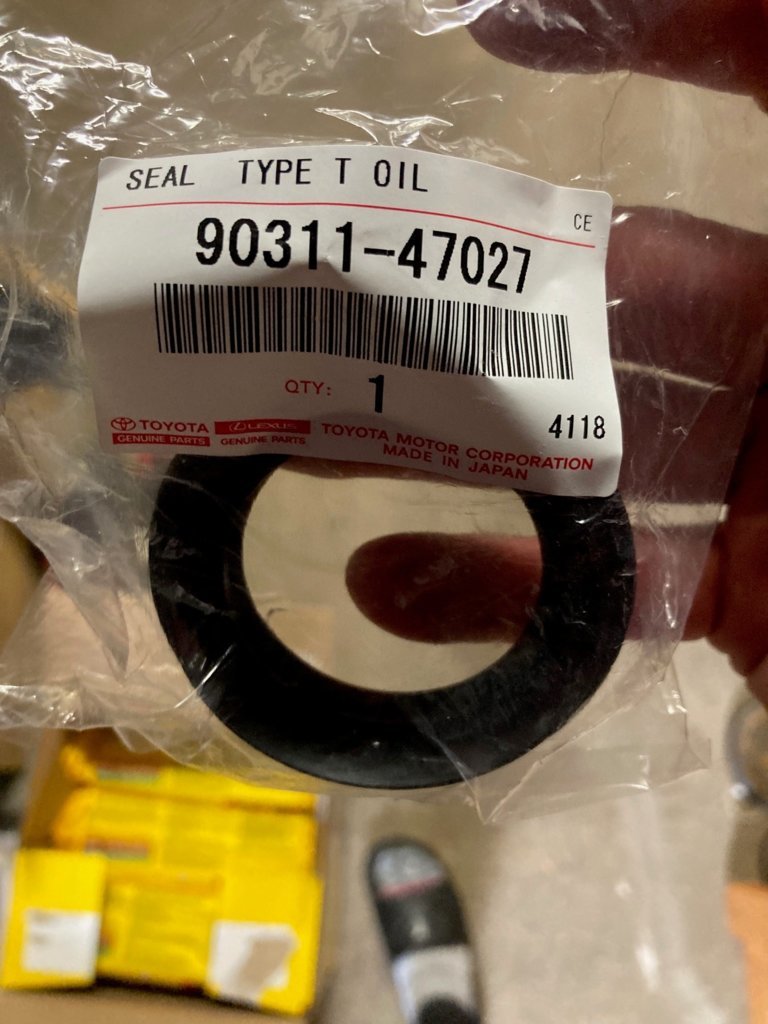 SEAL TYPE T OIL
CE
90311-47027
QTY: 1
4118
TOYOTA
GENUINE PARTS
LEXUS
GENUINE PARTS
TOYOTA MOTOR CORPORATION
MADE IN JAPAN